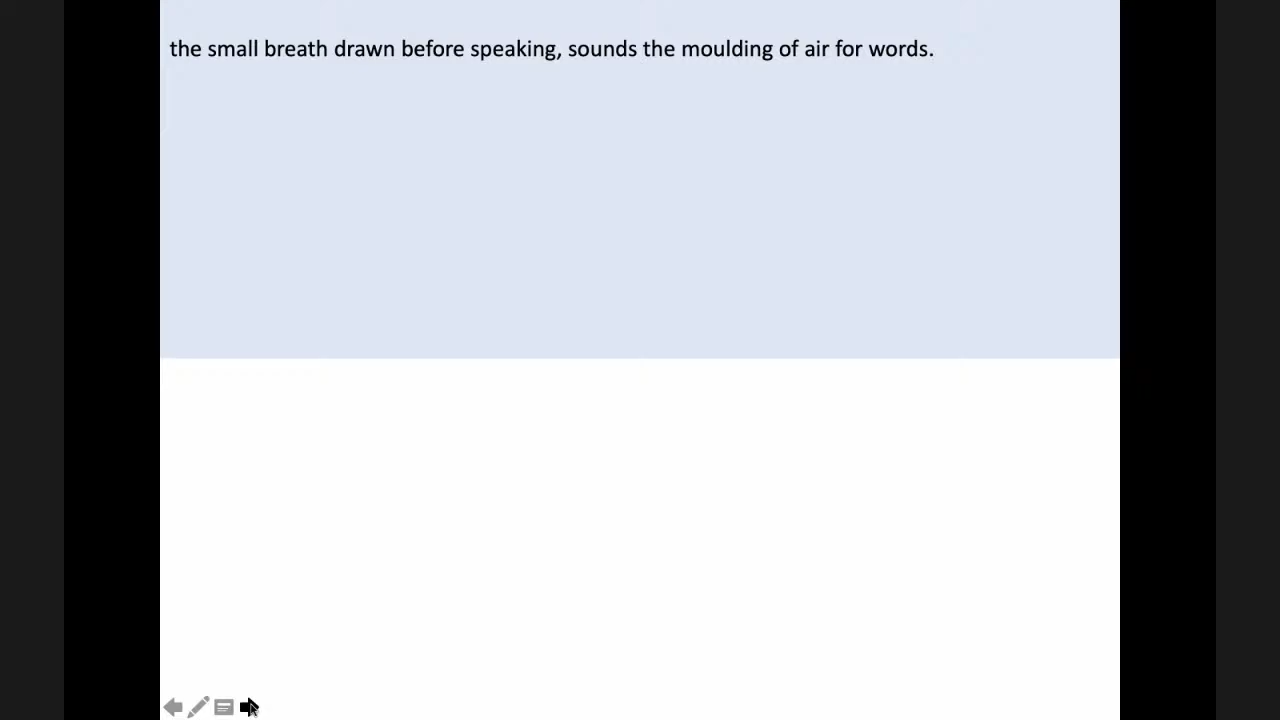 the small breath drawn before speaking, sounds the moulding of air for words.